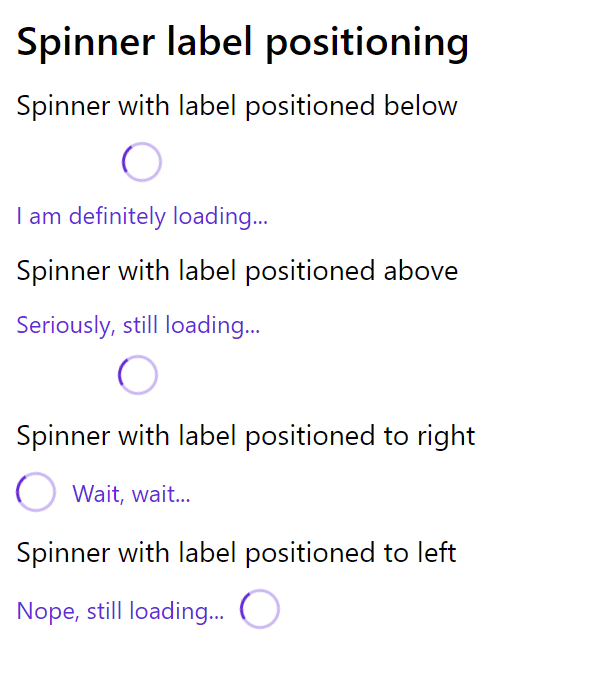 Spinner label positioning
Spinner with label positioned below
I am definitely loading...
Spinner with label positioned above
Seriously, still loading...
Spinner with label positioned to right
Wait, wait...
Spinner with label positioned to left
Nope, still loading...